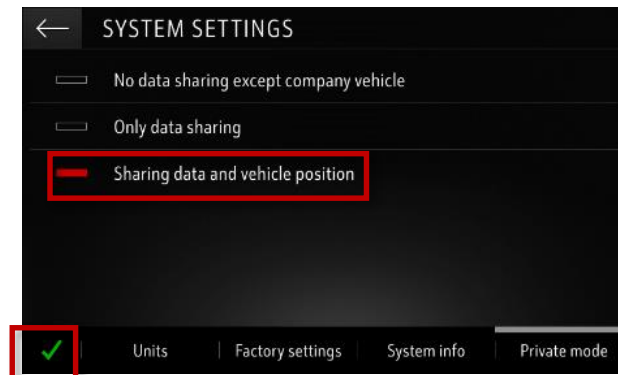 SYSTEM SETTINGS
No data sharing except company vehicle
Only data sharing
Sharing data and vehicle position
Units Factory settings System info Private mode